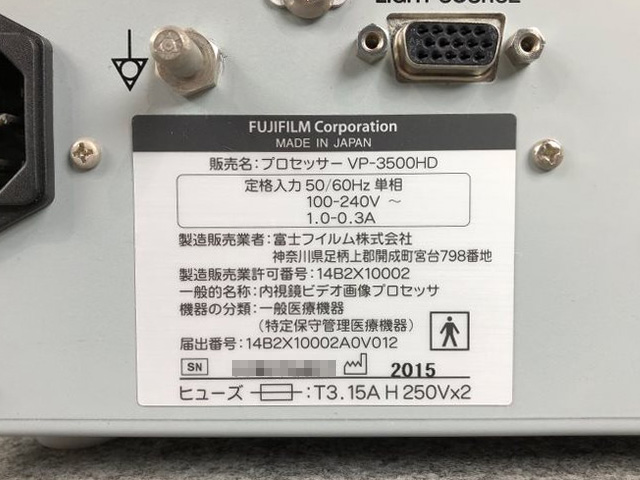 LIGHT SOURCE
FUJIFILM Corporation
MADE IN JAPAN
販売名：プロセッサー VP-3500HD
定格入力 50/60Hz 単相
100-240V ～
1.0-0.3A
製造販売業者：富士フイルム株式会社
神奈川県足柄上郡開成町宮台798番地
製造販売業許可番号：14B2X10002
一般的名称：内視鏡ビデオ画像プロセッサ
機器の分類：一般医療機器
（特定保守管理医療機器）
届出番号：14B2X10002A0V012
SN 2015
ヒューズ ：T3.15A H 250Vx2